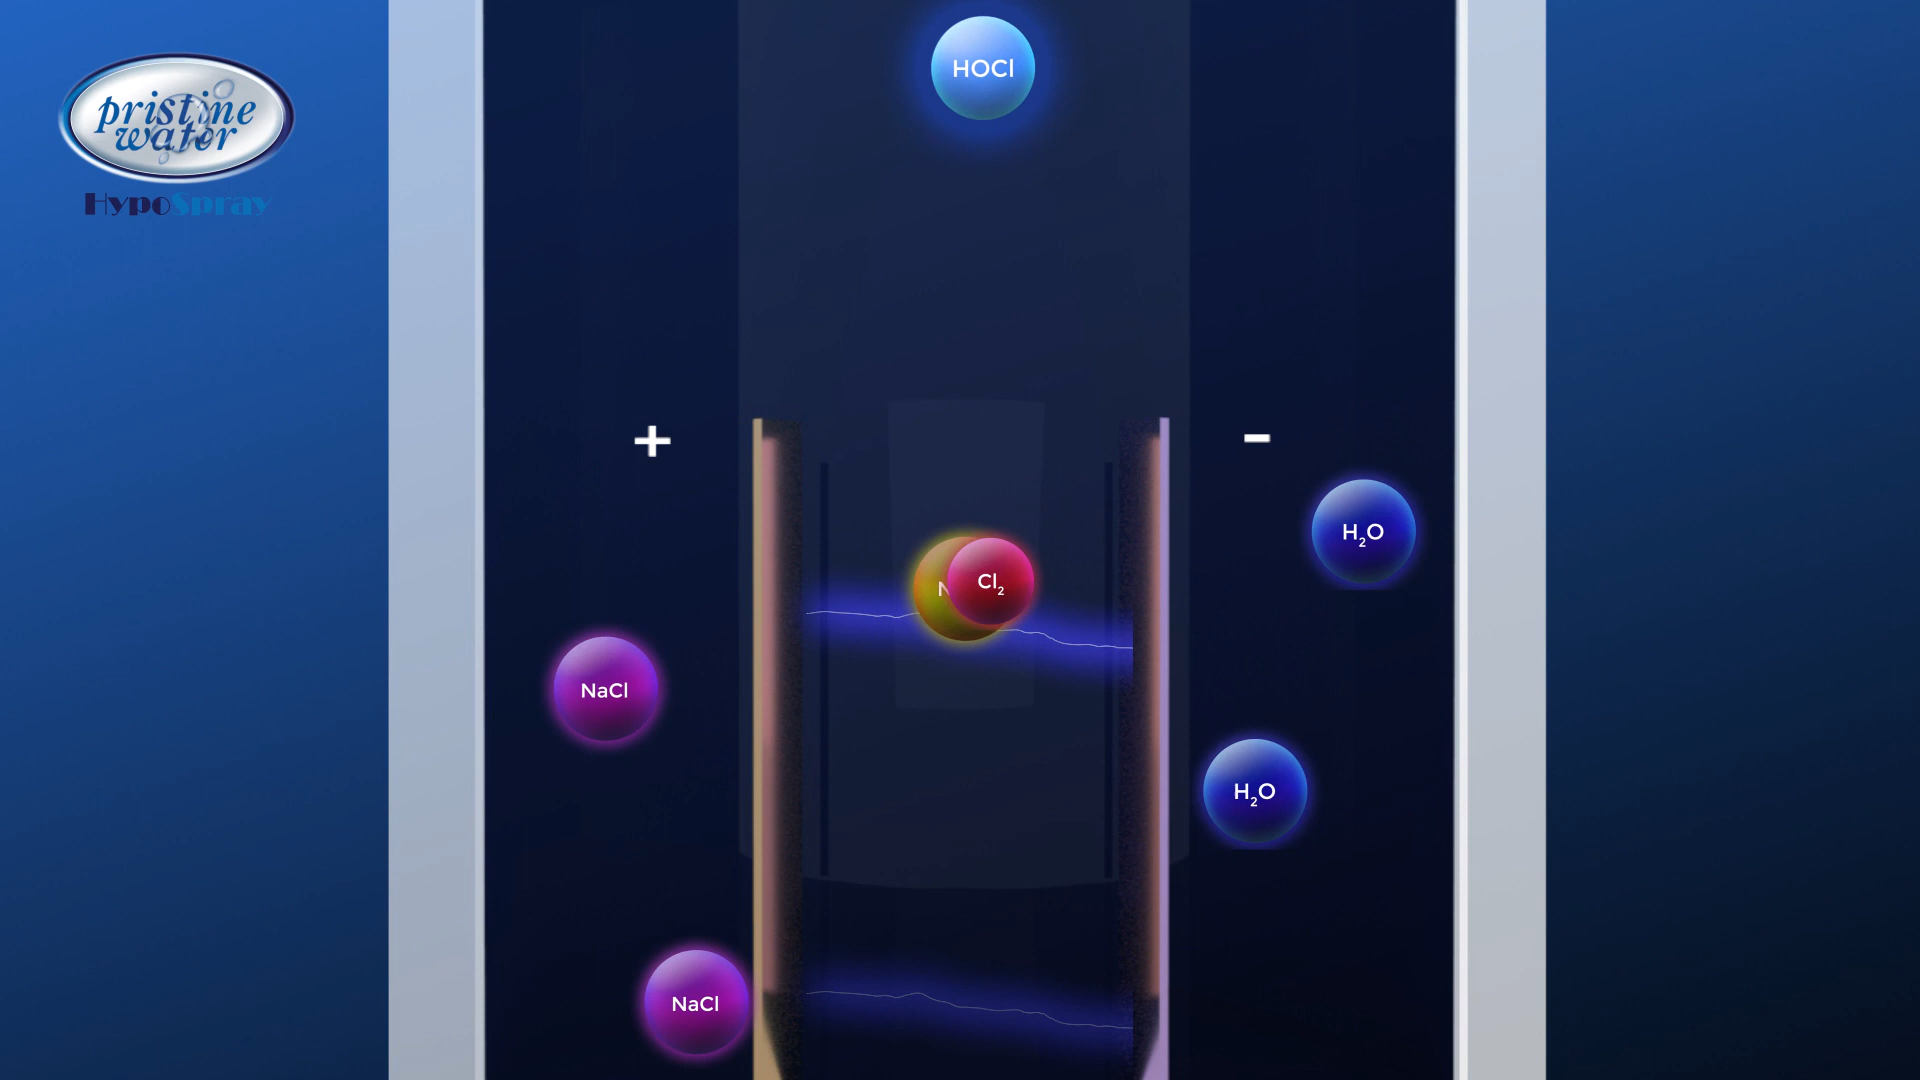 HOCl
pristine
water
HypoSpray
+
-
H₂O
Cl₂
NaCl
H₂O
NaCl